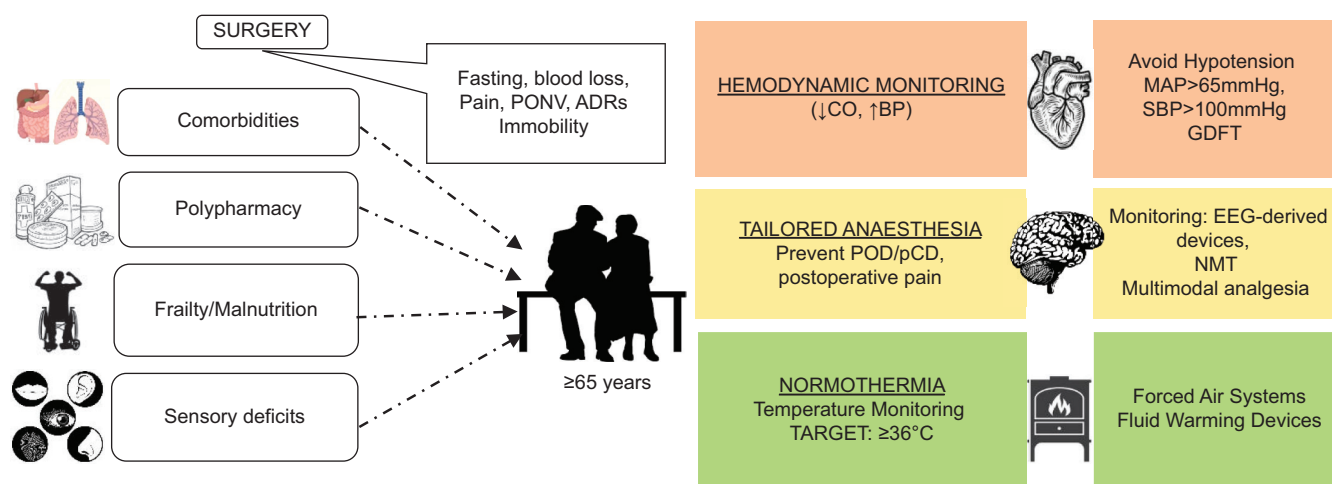 SURGERY
Fasting, blood loss,
Pain, PONV, ADRs
Immobility
Comorbidities
Polypharmacy
Frailty/Malnutrition
Sensory deficits
≥65 years
HEMODYNAMIC MONITORING
(↓CO, ↑BP)
Avoid Hypotension
MAP>65mmHg,
SBP>100mmHg
GDFT
TAILORED ANAESTHESIA
Prevent POD/pCD,
postoperative pain
Monitoring: EEG-derived
devices,
NMT
Multimodal analgesia
NORMOTHERMIA
Temperature Monitoring
TARGET: ≥36°C
Forced Air Systems
Fluid Warming Devices